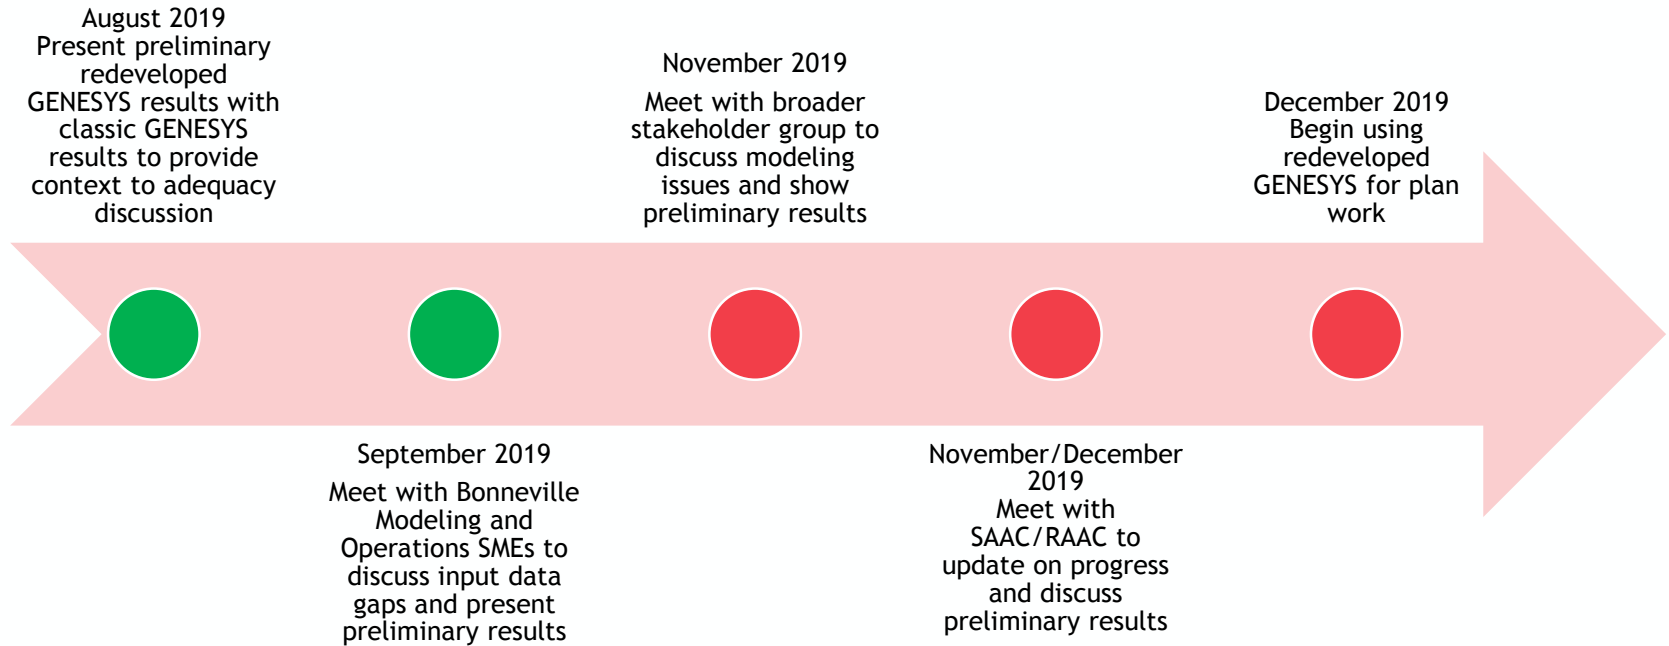 August 2019
Present preliminary
redeveloped
GENESYS results with
classic GENESYS
results to provide
context to adequacy
discussion
September 2019
Meet with Bonneville
Modeling and
Operations SMEs to
discuss input data
gaps and present
preliminary results
November 2019
Meet with broader
stakeholder group to
discuss modeling
issues and show
preliminary results
November/December
2019
Meet with
SAAC/RAAC to
update on progress
and discuss
preliminary results
December 2019
Begin using
redeveloped
GENESYS for plan
work